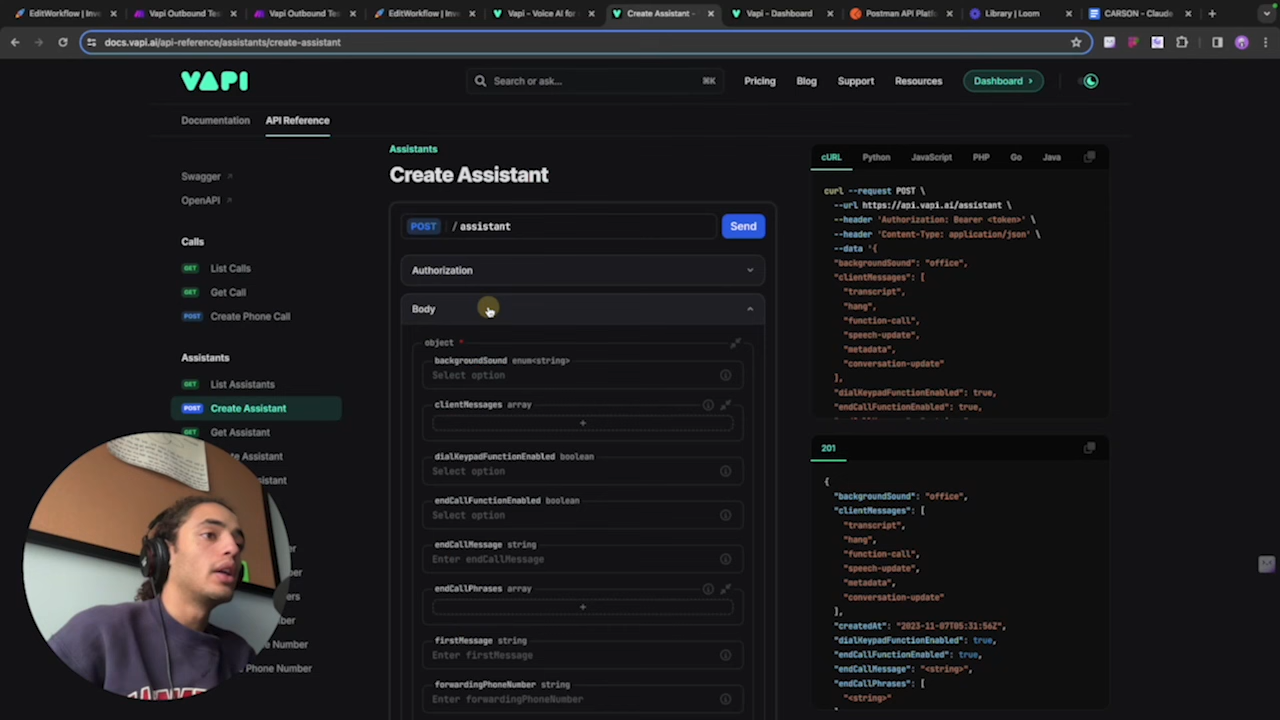 EditWorkflow | Inve
Vapi Outbound Tes
Vapi Outbound Tes
EditWorkflow | Inve
Vapi - Voice AI for
Create Assistant -
Vapi - Dashboard
Postman API Platf
Library | Loom
CARSON - Claude
docs.vapi.ai/api-reference/assistants/create-assistant
VAPI
Search or ask...
⌘K
Pricing
Blog
Support
Resources
Dashboard ›
Documentation
API Reference
Swagger
OpenAPI
Calls
GET List Calls
GET Get Call
POST Create Phone Call
Assistants
GET List Assistants
POST Create Assistant
GET Get Assistant
Assistant
Phone Number
Assistants
Create Assistant
POST / assistant
Send
Authorization
Body
object *
backgroundSound enum<string>
Select option
clientMessages array
+
dialKeypadFunctionEnabled boolean
Select option
endCallFunctionEnabled boolean
Select option
endCallMessage string
Enter endCallMessage
endCallPhrases array
+
firstMessage string
Enter firstMessage
forwardingPhoneNumber string
Enter forwardingPhoneNumber
cURL Python JavaScript PHP Go Java
curl --request POST \
--url https://api.vapi.ai/assistant \
--header 'Authorization: Bearer <token>' \
--header 'Content-Type: application/json' \
--data '{
"backgroundSound": "office",
"clientMessages": [
"transcript",
"hang",
"function-call",
"speech-update",
"metadata",
"conversation-update"
],
"dialKeypadFunctionEnabled": true,
"endCallFunctionEnabled": true,
201
{
"backgroundSound": "office",
"clientMessages": [
"transcript",
"hang",
"function-call",
"speech-update",
"metadata",
"conversation-update"
],
"createdAt": "2023-11-07T05:31:56Z",
"dialKeypadFunctionEnabled": true,
"endCallFunctionEnabled": true,
"endCallMessage": "<string>",
"endCallPhrases": [
"<string>"